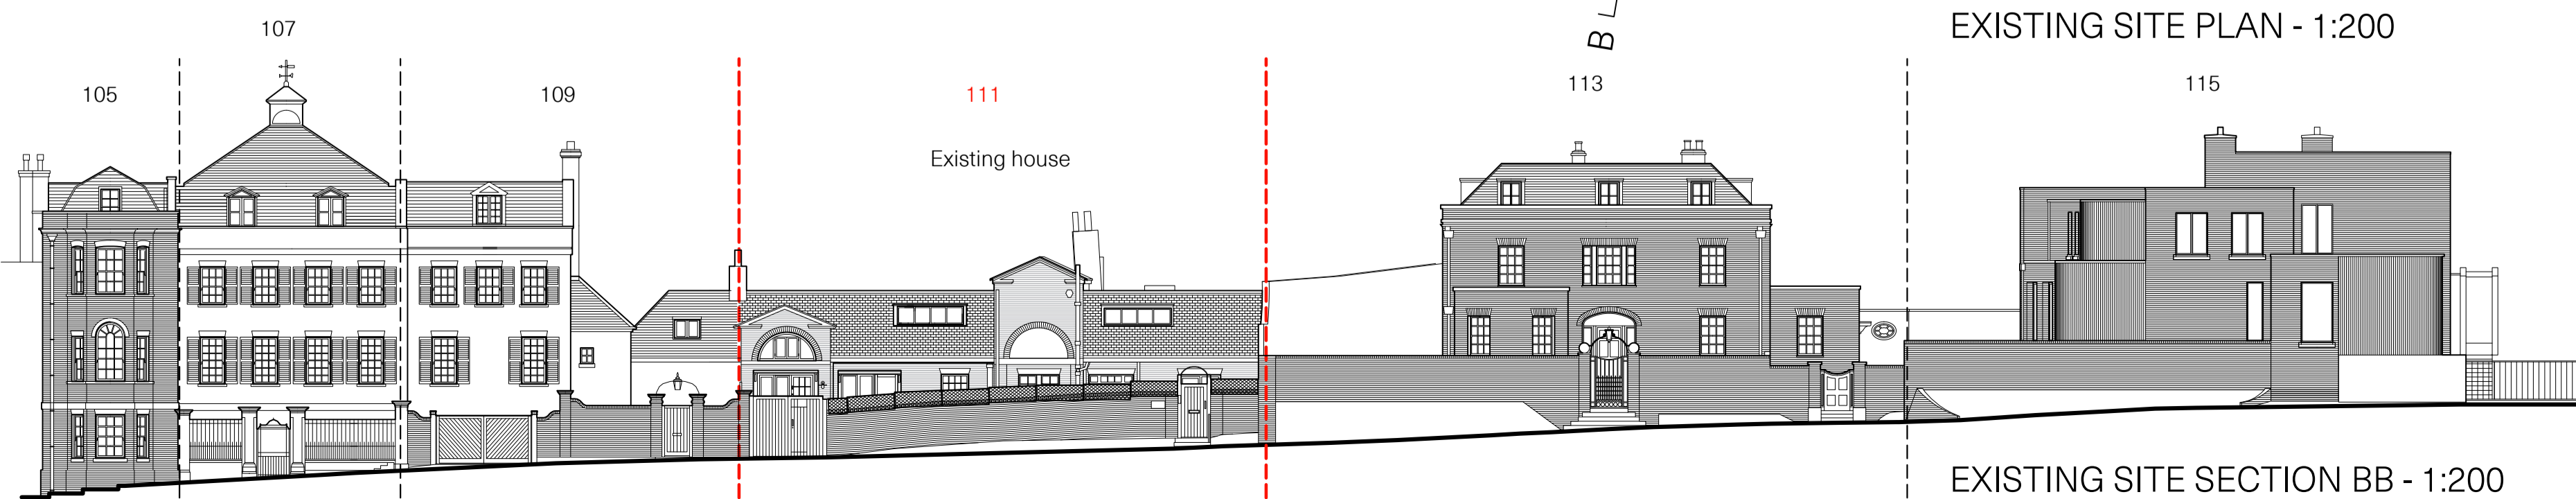 EXISTING SITE PLAN - 1:200
B
107
105
109
111
113
115
Existing house
EXISTING SITE SECTION BB - 1:200